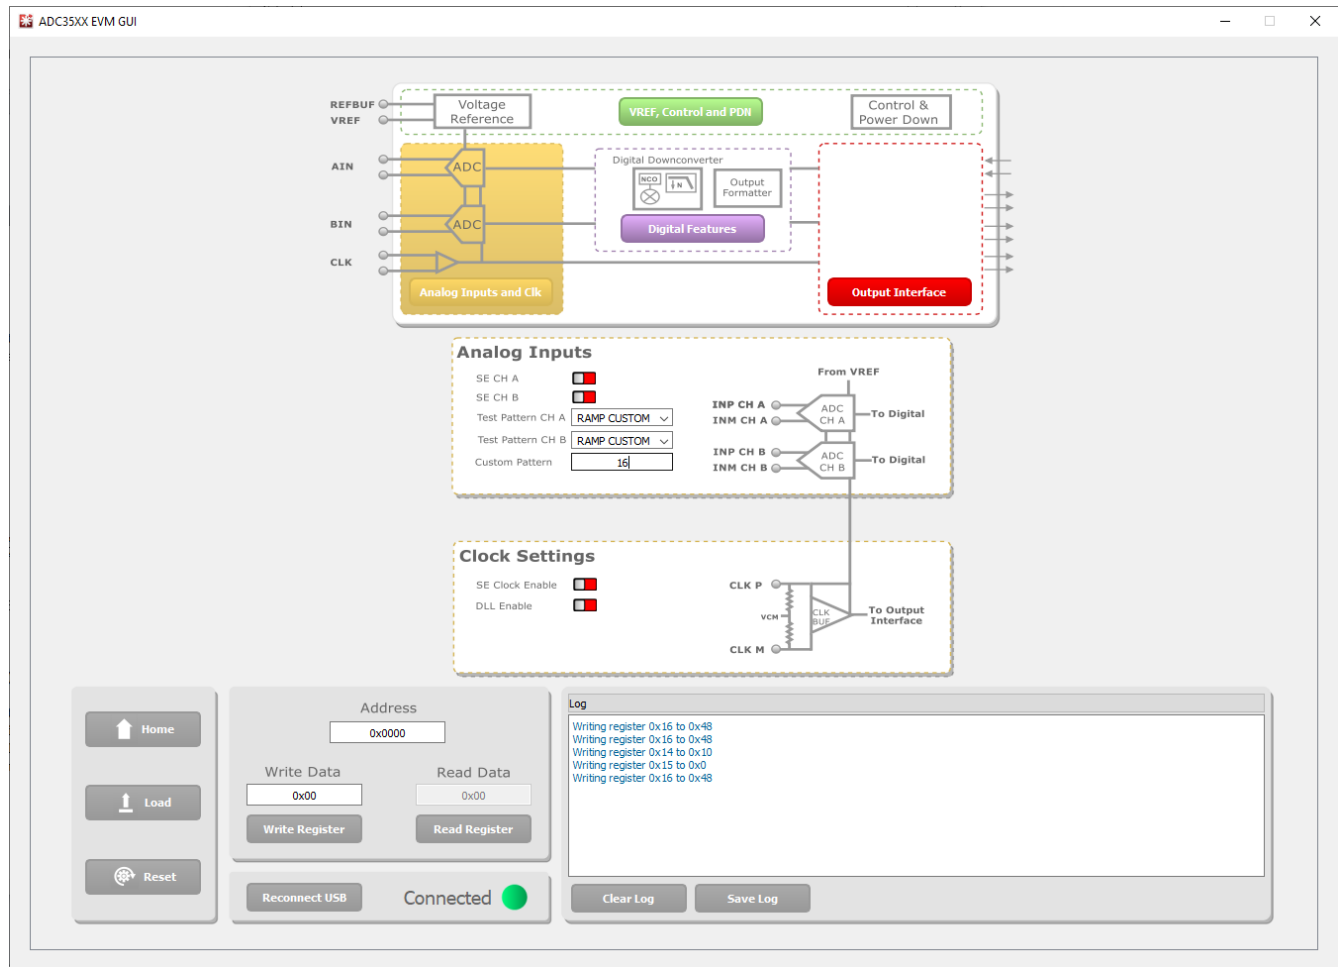 ADC35XX EVM GUI
REFBUF
VREF
Voltage
Reference
VREF, Control and PDN
Control &
Power Down
AIN
ADC
Digital Downconverter
NCO
N
Output
Formatter
BIN
ADC
Digital Features
CLK
Analog Inputs and Clk
Output Interface
Analog Inputs
SE CH A
SE CH B
Test Pattern CH A RAMP CUSTOM
Test Pattern CH B RAMP CUSTOM
Custom Pattern 16
From VREF
INP CH A
INM CH A
ADC
CH A
To Digital
INP CH B
INM CH B
ADC
CH B
To Digital
Clock Settings
SE Clock Enable
DLL Enable
CLK P
VCM
CLK
BUF
To Output
Interface
CLK M
Home
Load
Reset
Address
0x0000
Write Data
Read Data
0x00
0x00
Write Register
Read Register
Reconnect USB
Connected
Log
Writing register 0x16 to 0x48
Writing register 0x16 to 0x48
Writing register 0x14 to 0x10
Writing register 0x15 to 0x0
Writing register 0x16 to 0x48
Clear Log
Save Log